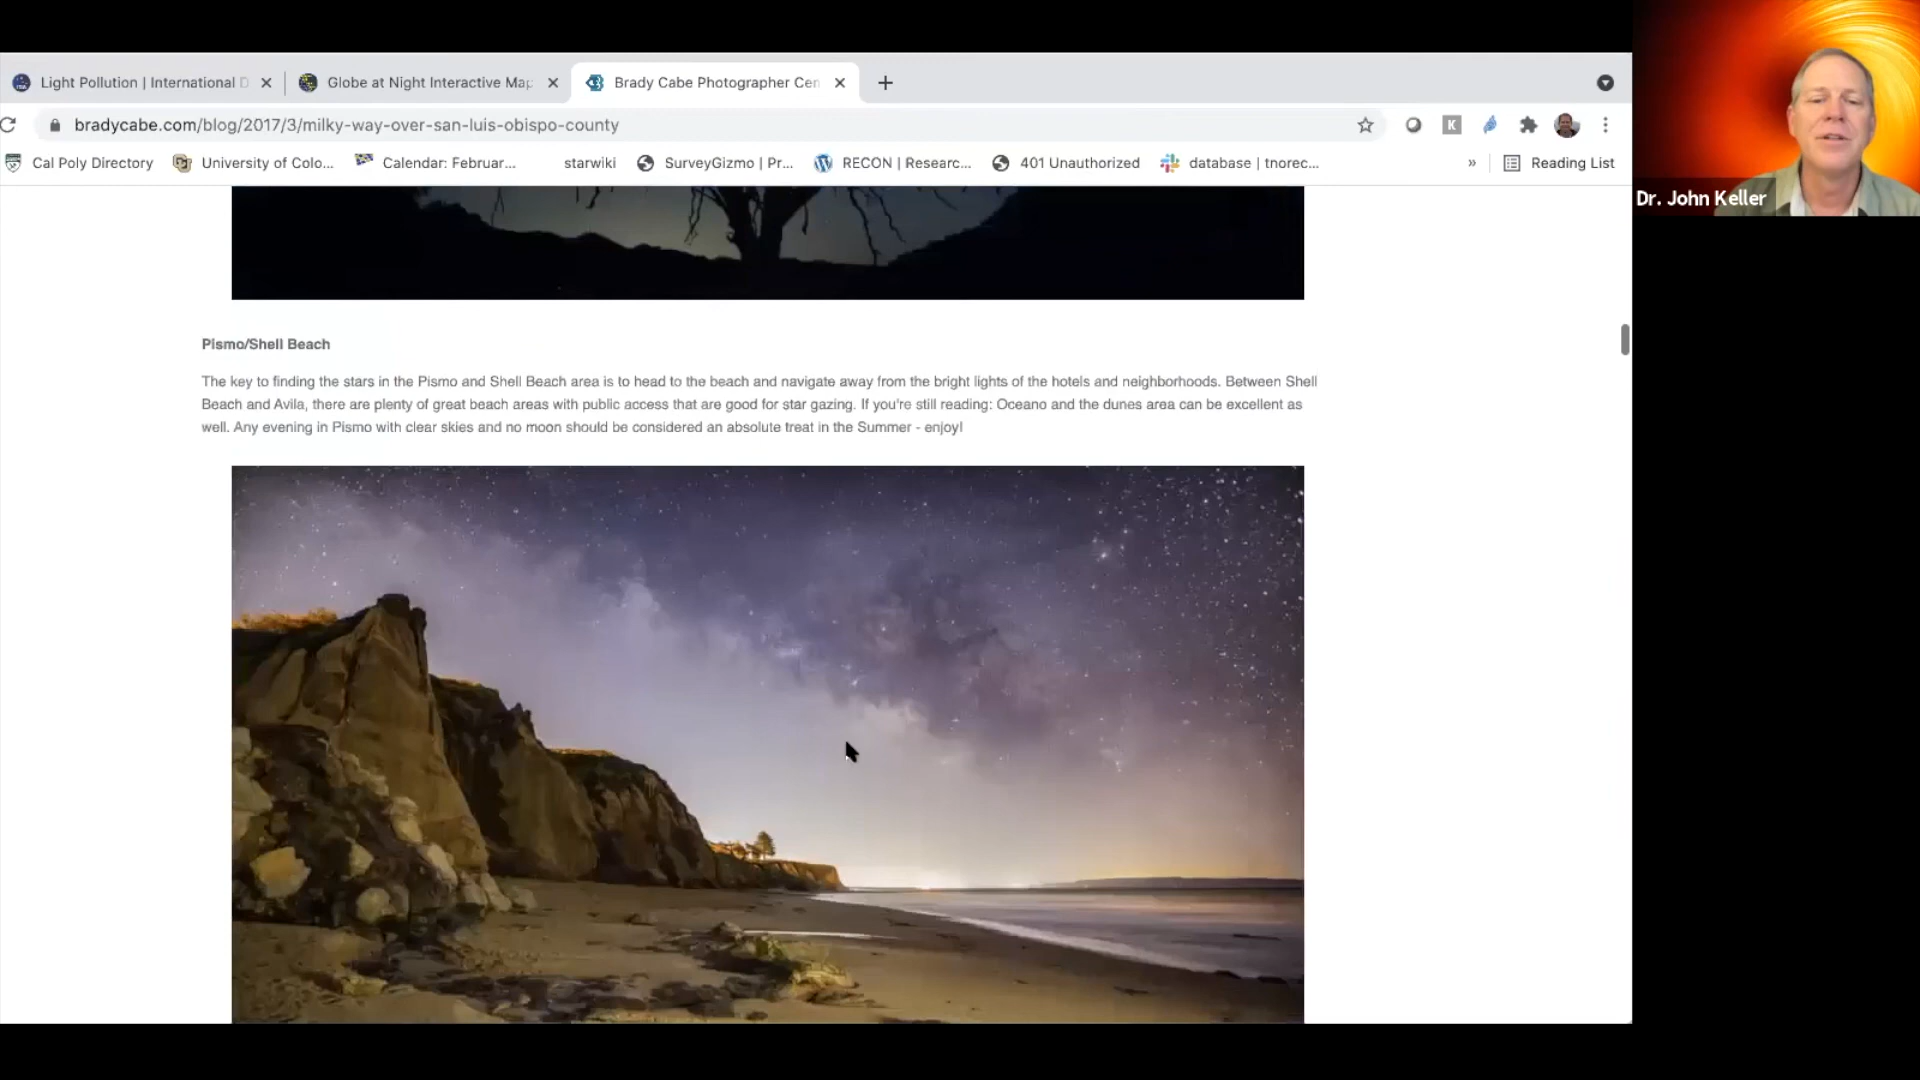 Light Pollution | International D
Globe at Night Interactive Map
Brady Cabe Photographer Cen
bradycabe.com/blog/2017/3/milky-way-over-san-luis-obispo-county
K
Cal Poly Directory
University of Colo...
Calendar: Februar...
starwiki
SurveyGizmo | Pr...
RECON | Researc...
401 Unauthorized
database | tnorec...
»
Reading List
Dr. John Keller
Pismo/Shell Beach
The key to finding the stars in the Pismo and Shell Beach area is to head to the beach and navigate away from the bright lights of the hotels and neighborhoods. Between Shell
Beach and Avila, there are plenty of great beach areas with public access that are good for star gazing. If you're still reading: Oceano and the dunes area can be excellent as
well. Any evening in Pismo with clear skies and no moon should be considered an absolute treat in the Summer - enjoy!